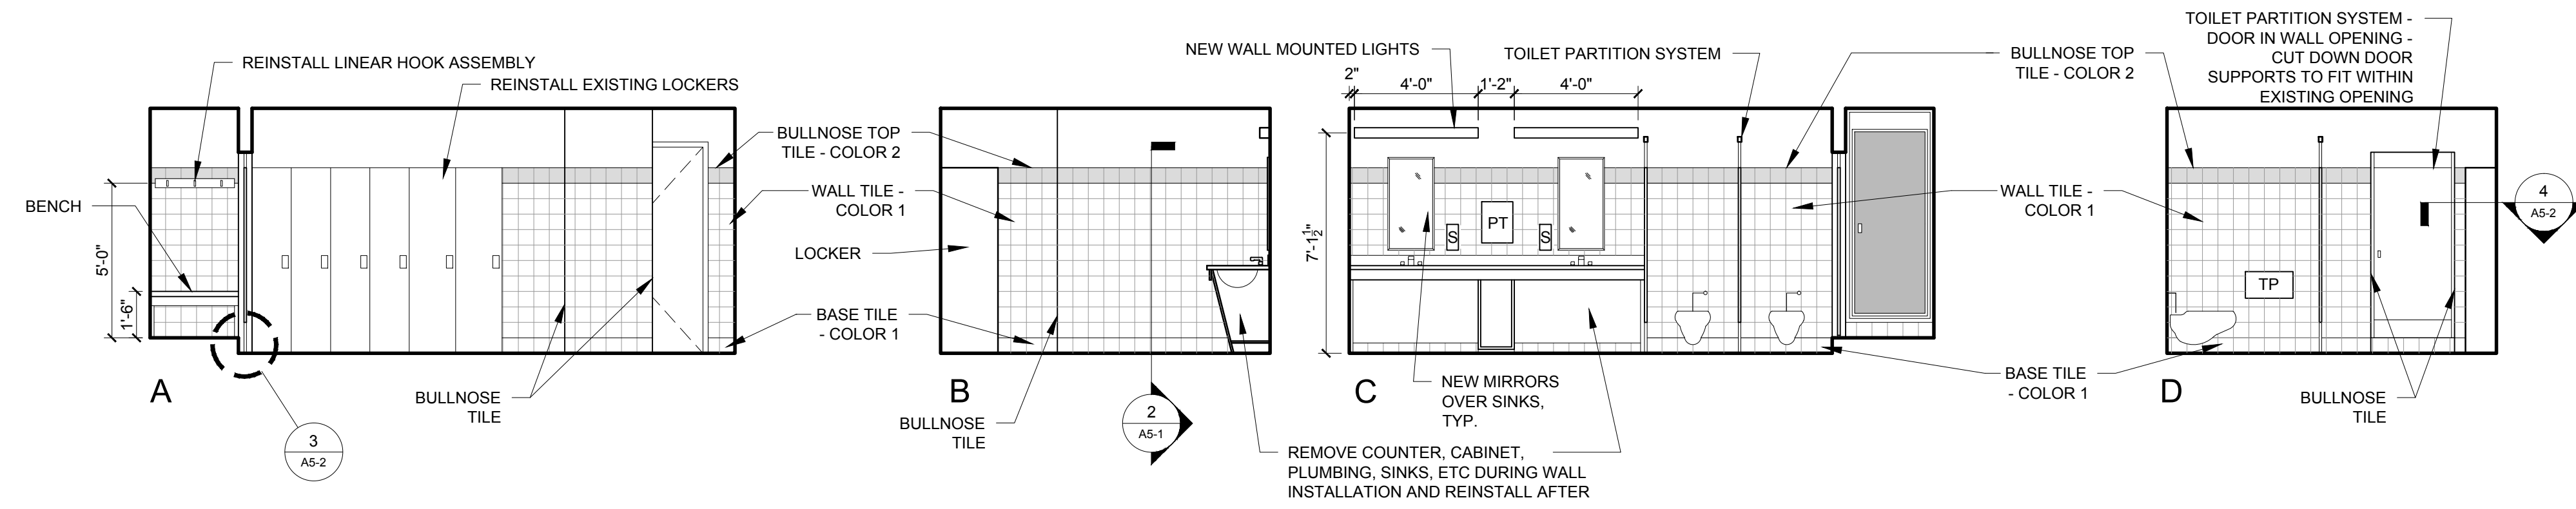 REINSTALL LINEAR HOOK ASSEMBLY
REINSTALL EXISTING LOCKERS
BENCH
5'-0"
1'-6"
A
3
A5-2
BULLNOSE
TILE
BULLNOSE TOP
TILE - COLOR 2
WALL TILE -
COLOR 1
LOCKER
BASE TILE
- COLOR 1
B
BULLNOSE
TILE
2
A5-1
NEW WALL MOUNTED LIGHTS
TOILET PARTITION SYSTEM
2"
4'-0"
1'-2"
4'-0"
7'-1 1/2"
S
PT
S
C
NEW MIRRORS
OVER SINKS,
TYP.
REMOVE COUNTER, CABINET,
PLUMBING, SINKS, ETC DURING WALL
INSTALLATION AND REINSTALL AFTER
BULLNOSE TOP
TILE - COLOR 2
WALL TILE -
COLOR 1
BASE TILE
- COLOR 1
TOILET PARTITION SYSTEM -
DOOR IN WALL OPENING -
CUT DOWN DOOR
SUPPORTS TO FIT WITHIN
EXISTING OPENING
TP
D
BULLNOSE
TILE
4
A5-2